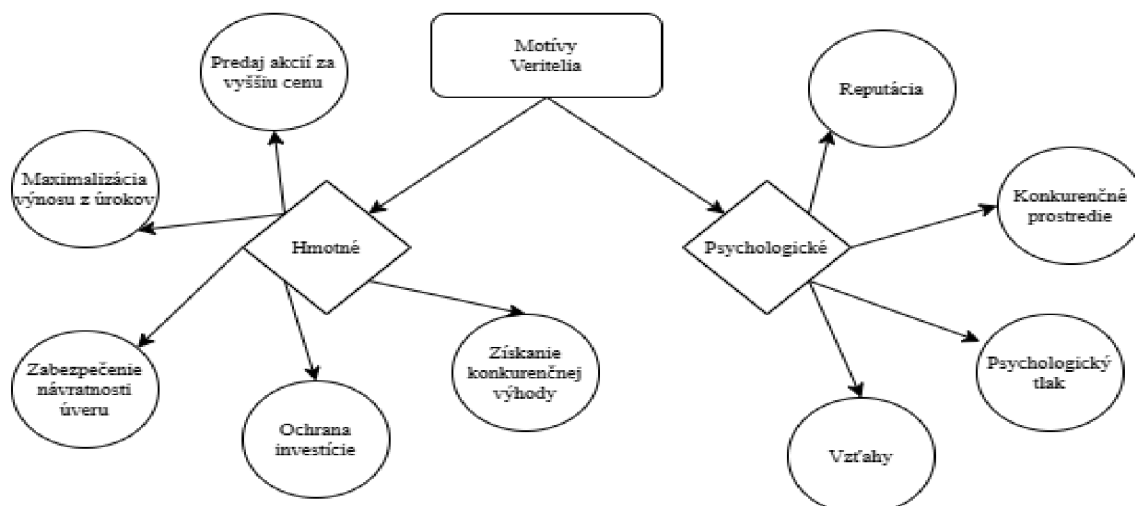 Motívy
Veritelia
Predaj akcií za
vyššiu cenu
Maximalizácia
výnosu z úrokov
Hmotné
Zabezpečenie
návratnosti
úveru
Ochrana
investície
Získanie
konkurenčnej
výhody
Psychologické
Reputácia
Konkurenčné
prostredie
Psychologický
tlak
Vzťahy